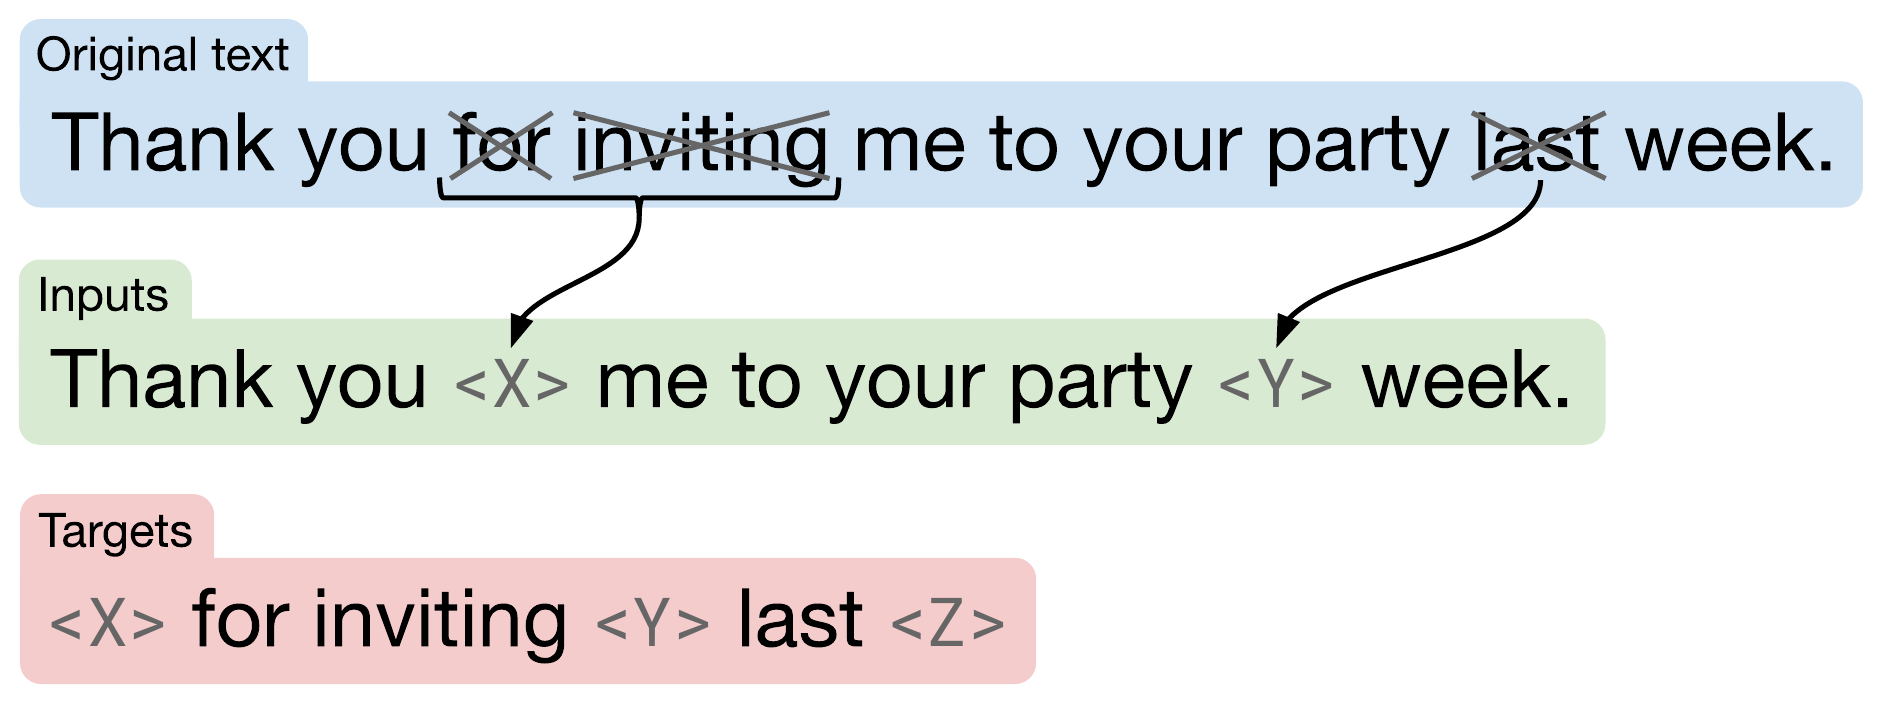 Original text
Thank you for inviting me to your party last week.
Inputs
Thank you <X> me to your party <Y> week.
Targets
<X> for inviting <Y> last <Z>